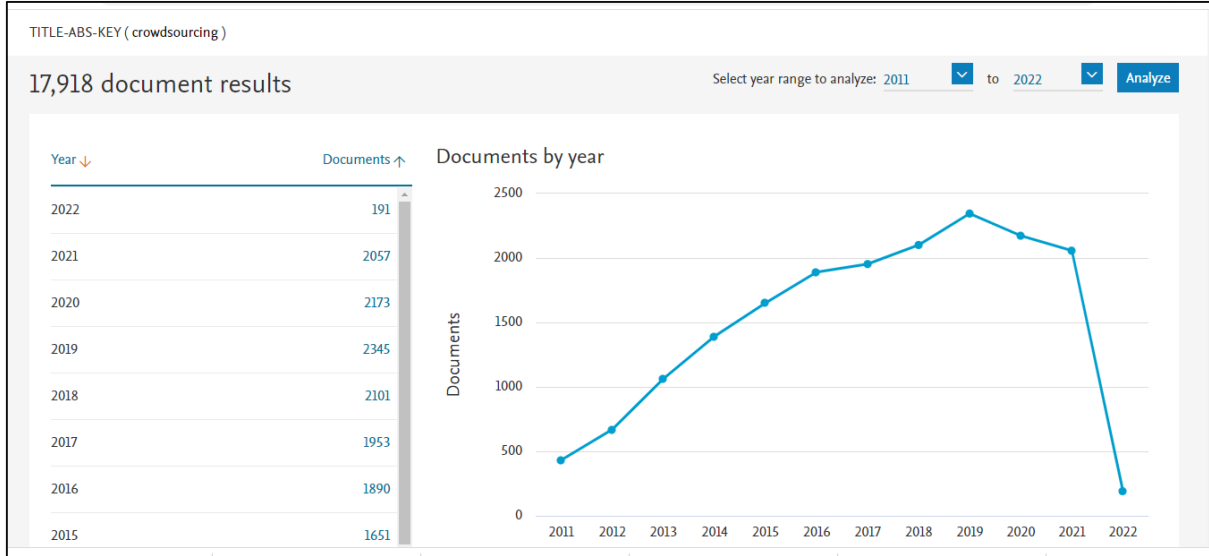 TITLE-ABS-KEY ( crowdsourcing )
17,918 document results
Select year range to analyze: 2011 to 2022 Analyze
Year Documents
2022 191
2021 2057
2020 2173
2019 2345
2018 2101
2017 1953
2016 1890
2015 1651
Documents by year
Documents
2500
2000
1500
1000
500
0
2011 2012 2013 2014 2015 2016 2017 2018 2019 2020 2021 2022